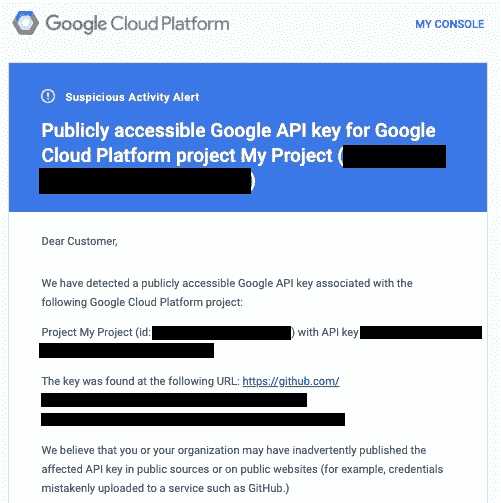 Google Cloud Platform
MY CONSOLE
Suspicious Activity Alert
Publicly accessible Google API key for Google
Cloud Platform project My Project (
)
Dear Customer,
We have detected a publicly accessible Google API key associated with the
following Google Cloud Platform project:
Project My Project (id: ) with API key
The key was found at the following URL: https://github.com/
We believe that you or your organization may have inadvertently published the
affected API key in public sources or on public websites (for example, credentials
mistakenly uploaded to a service such as GitHub.)